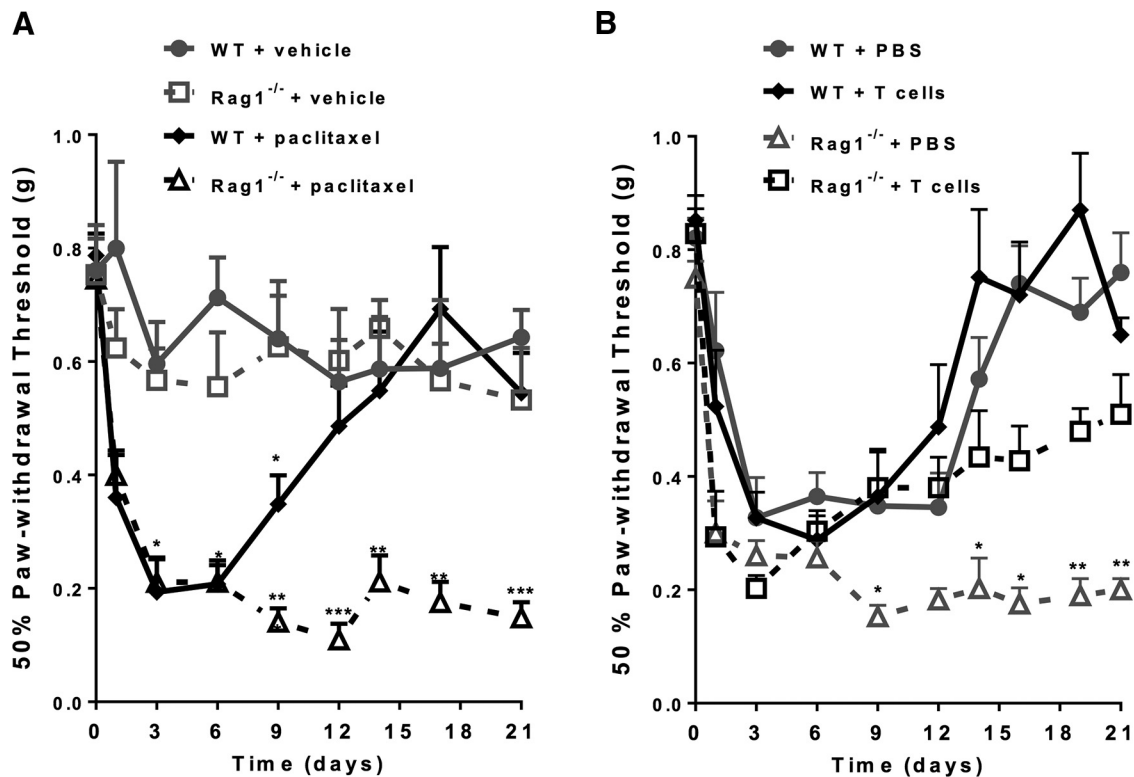 A
WT + vehicle
Rag1-/- + vehicle
WT + paclitaxel
Rag1-/- + paclitaxel
50% Paw-withdrawal Threshold (g)
1.0
0.8
0.6
0.4
0.2
0.0
*
*
*
**
*
***
**
**
***
0 3 6 9 12 15 18 21
Time (days)
B
WT + PBS
WT + T cells
Rag1-/- + PBS
Rag1-/- + T cells
50 % Paw-withdrawal Threshold (g)
1.0
0.8
0.6
0.4
0.2
0.0
*
*
*
**
**
0 3 6 9 12 15 18 21
Time (days)